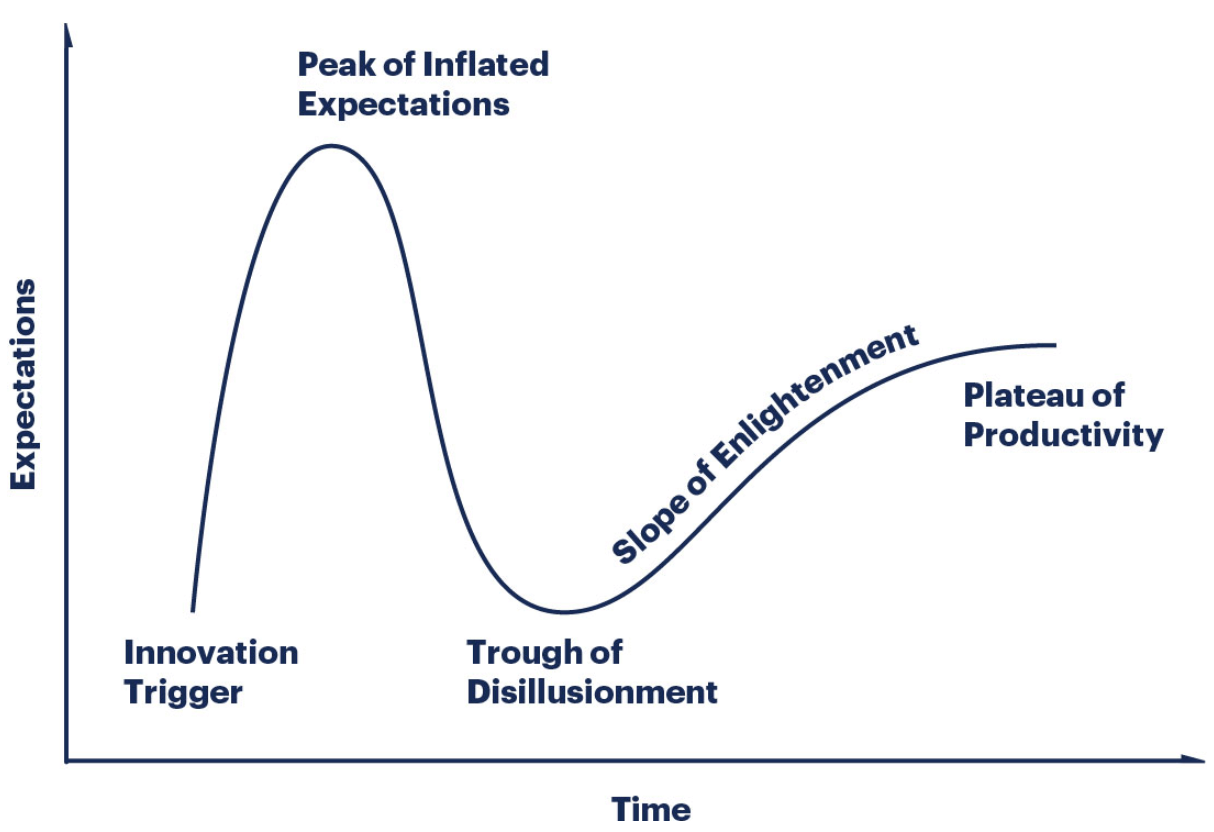 Peak of Inflated
Expectations
Expectations
Slope of Enlightenment
Plateau of
Productivity
Innovation
Trigger
Trough of
Disillusionment
Time